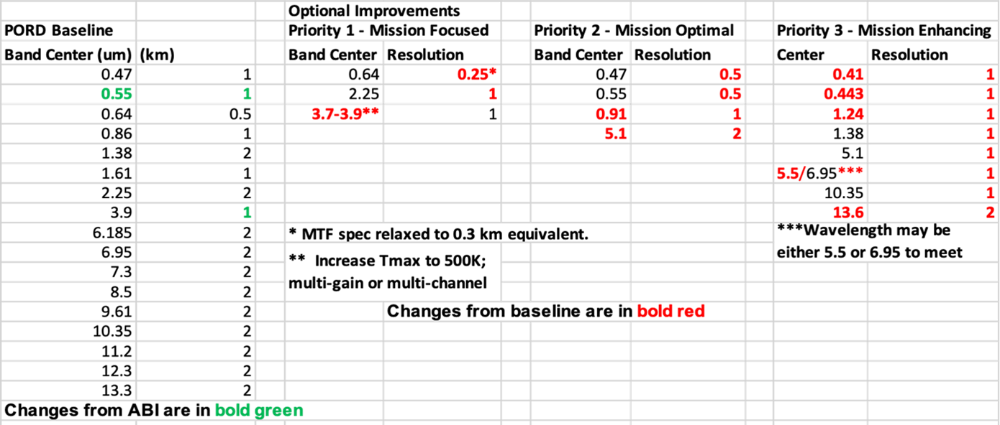 Optional Improvements
PORD Baseline Priority 1 - Mission Focused Priority 2 - Mission Optimal Priority 3 - Mission Enhancing
Band Center (um) (km) Band Center Resolution Band Center Resolution Center Resolution
0.47 1 0.64 0.25* 0.47 0.5 0.41 1
0.55 1 2.25 1 0.55 0.5 0.443 1
0.64 0.5 3.7-3.9** 1 0.91 1 1.24 1
0.86 1 5.1 2 1.38 1
1.38 2 5.1 1
1.61 1 5.5/6.95*** 1
2.25 2 10.35 1
3.9 1 13.6 2
6.185 2 * MTF spec relaxed to 0.3 km equivalent. ***Wavelength may be
6.95 2 ** Increase Tmax to 500K; either 5.5 or 6.95 to meet
7.3 2 multi-gain or multi-channel
8.5 2
9.61 2 Changes from baseline are in bold red
10.35 2
11.2 2
12.3 2
13.3 2
Changes from ABI are in bold green